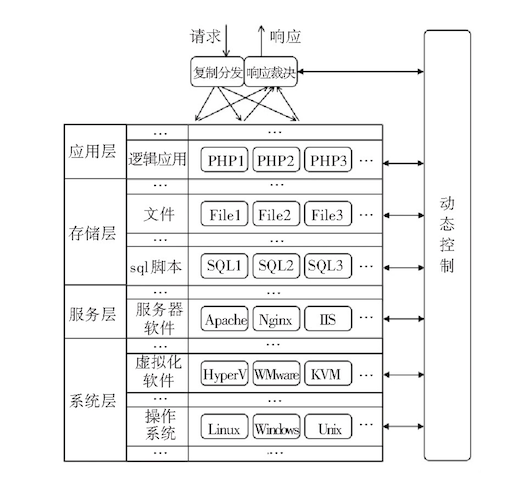 请求 响应
复制分发 响应裁决
… …
应用层 逻辑应用 PHP1 PHP2 PHP3 …
… …
存储层 文件 File1 File2 File3 …
… …
sql脚本 SQL1 SQL2 SQL3 …
… …
服务层 服务器
软件 Apache Nginx IIS …
… …
系统层 虚拟化
软件 HyperV WMware KVM …
… …
操作
系统 Linux Windows Unix …
… …
动
态
控
制